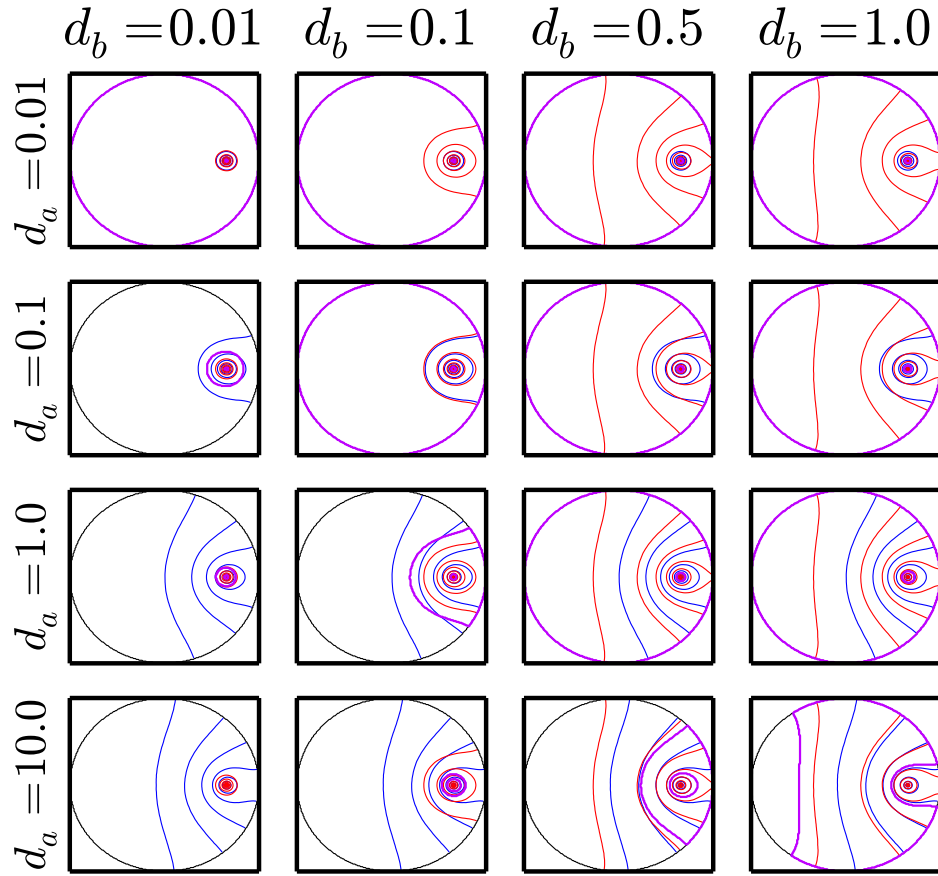 d_b = 0.01 d_b = 0.1 d_b = 0.5 d_b = 1.0
d_a = 0.01
d_a = 0.1
d_a = 1.0
d_a = 10.0